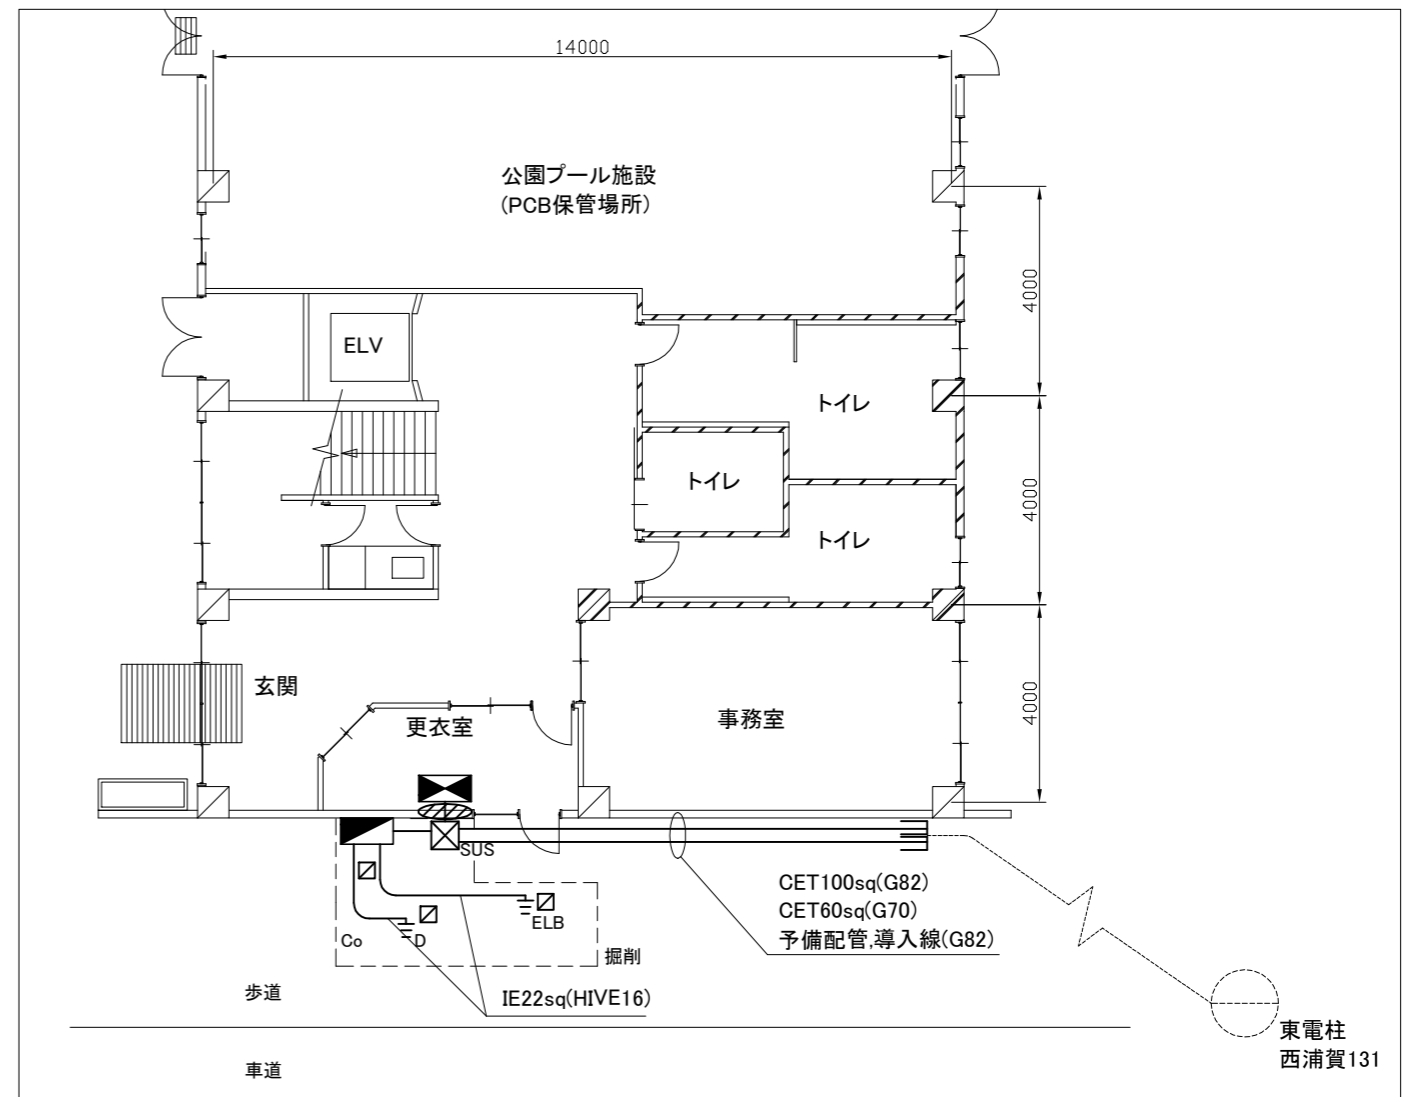 14000
公園プール施設
(PCB保管場所)
4000
ELV
トイレ
トイレ
4000
トイレ
玄関
更衣室
事務室
4000
SUS
CET100sq(G82)
CET60sq(G70)
予備配管,導入線(G82)
ELB
Co
D
掘削
IE22sq(HIVE16)
歩道
東電柱
西浦賀131
車道